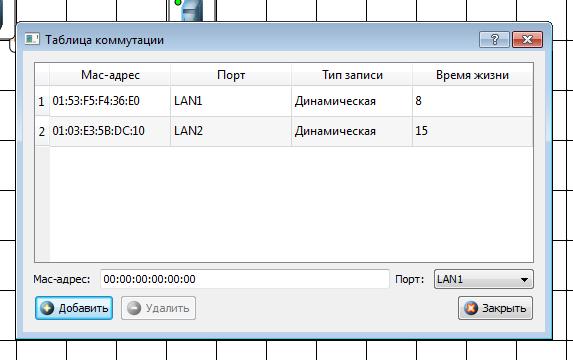 Таблица коммутации
Mac-адрес Порт Тип записи Время жизни
1 01:53:F5:F4:36:E0 LAN1 Динамическая 8
2 01:03:E3:5B:DC:10 LAN2 Динамическая 15
Mac-адрес: 00:00:00:00:00:00 Порт: LAN1
Добавить Удалить Закрыть